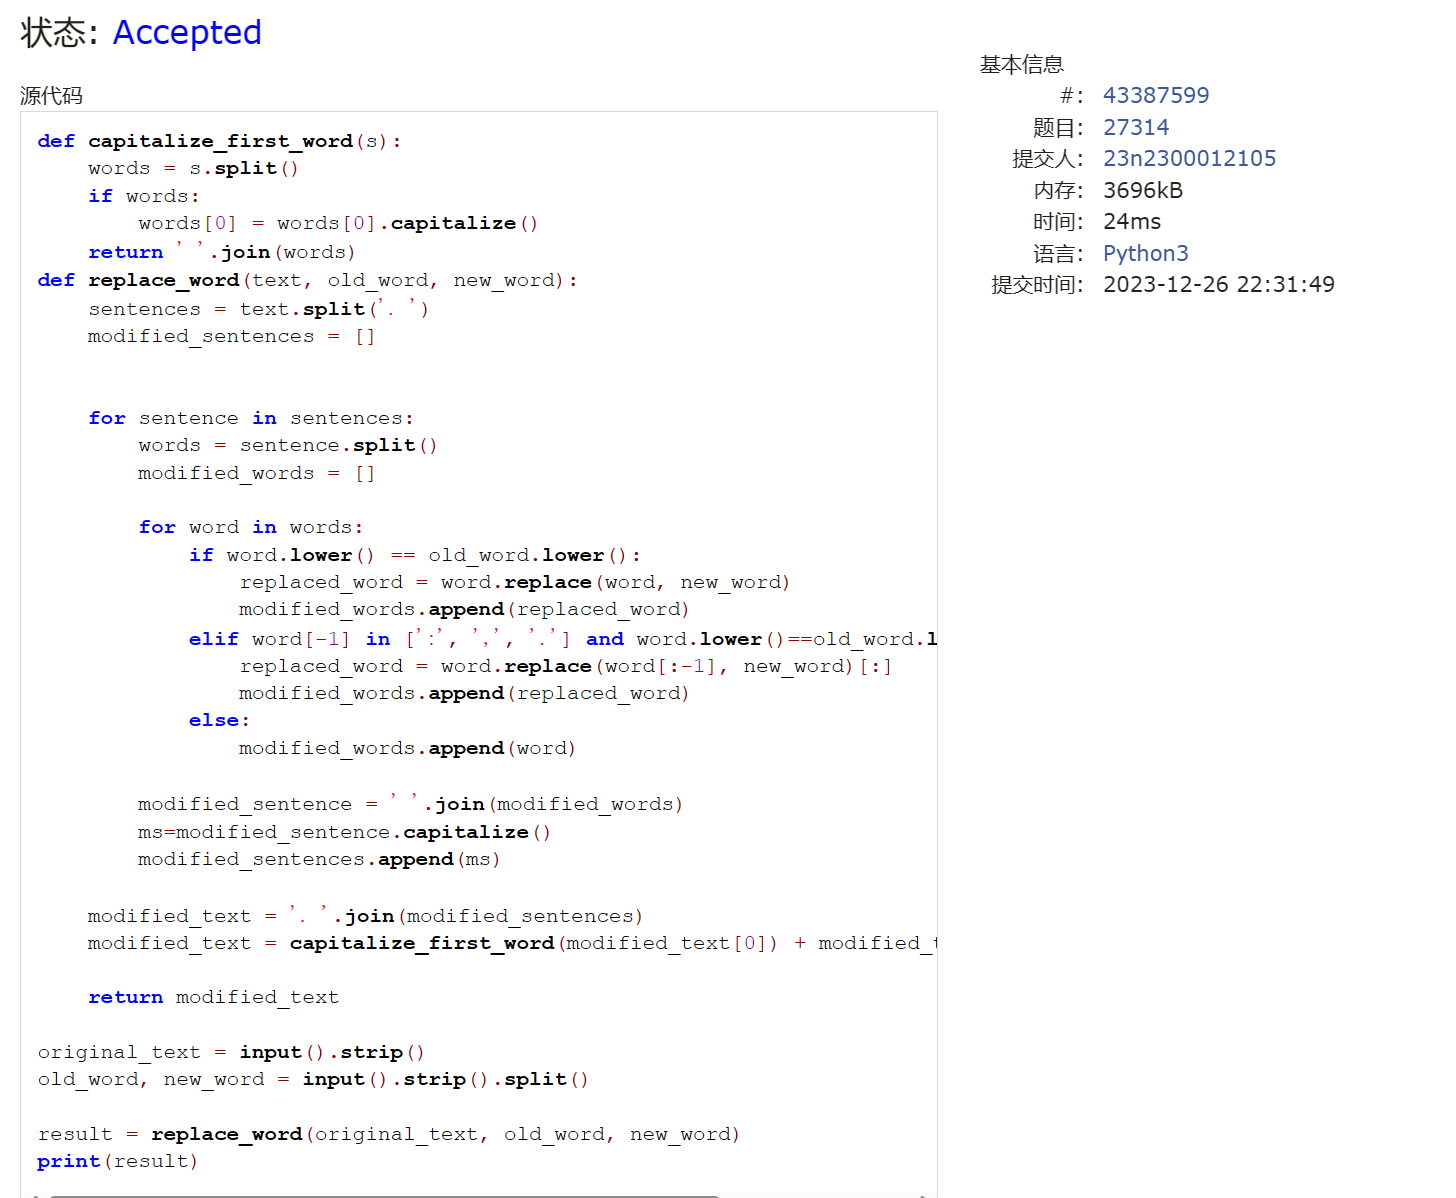 状态: Accepted
源代码
def capitalize_first_word(s):
    words = s.split()
    if words:
        words[0] = words[0].capitalize()
    return ' '.join(words)
def replace_word(text, old_word, new_word):
    sentences = text.split('. ')
    modified_sentences = []
    for sentence in sentences:
        words = sentence.split()
        modified_words = []
        for word in words:
            if word.lower() == old_word.lower():
                replaced_word = word.replace(word, new_word)
                modified_words.append(replaced_word)
            elif word[-1] in [':', ',', '.'] and word.lower()==old_word.l
                replaced_word = word.replace(word[:-1], new_word)[:]
                modified_words.append(replaced_word)
            else:
                modified_words.append(word)
        modified_sentence = ' '.join(modified_words)
        ms=modified_sentence.capitalize()
        modified_sentences.append(ms)
    modified_text = '. '.join(modified_sentences)
    modified_text = capitalize_first_word(modified_text[0]) + modified_
    return modified_text
original_text = input().strip()
old_word, new_word = input().strip().split()
result = replace_word(original_text, old_word, new_word)
print(result)
基本信息
#: 43387599
题目: 27314
提交人: 23n2300012105
内存: 3696kB
时间: 24ms
语言: Python3
提交时间: 2023-12-26 22:31:49